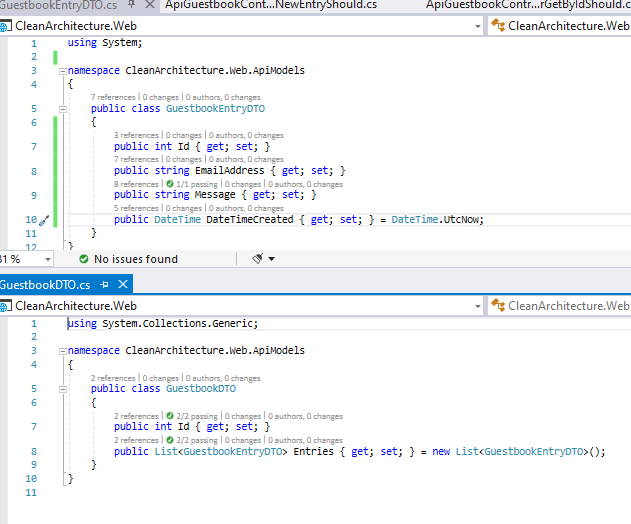 GuestbookEntryDTO.cs ApiGuestbookCont...NewEntryShould.cs ApiGuestbookContr...rGetByIdShould.c
CleanArchitecture.Web CleanArchitecture.Web
1 using System;
2
3 namespace CleanArchitecture.Web.ApiModels
4 {
7 references | 0 changes | 0 authors, 0 changes
5 public class GuestbookEntryDTO
6 {
3 references | 0 changes | 0 authors, 0 changes
7 public int Id { get; set; }
7 references | 0 changes | 0 authors, 0 changes
8 public string EmailAddress { get; set; }
8 references | 1/1 passing | 0 changes | 0 authors, 0 changes
9 public string Message { get; set; }
5 references | 0 changes | 0 authors, 0 changes
10 public DateTime DateTimeCreated { get; set; } = DateTime.UtcNow;
11 }
12 }
31 % No issues found
GuestbookDTO.cs
CleanArchitecture.Web CleanArchitecture.Web
1 using System.Collections.Generic;
2
3 namespace CleanArchitecture.Web.ApiModels
4 {
2 references | 0 changes | 0 authors, 0 changes
5 public class GuestbookDTO
6 {
2 references | 2/2 passing | 0 changes | 0 authors, 0 changes
7 public int Id { get; set; }
2 references | 2/2 passing | 0 changes | 0 authors, 0 changes
8 public List<GuestbookEntryDTO> Entries { get; set; } = new List<GuestbookEntryDTO>();
9 }
10 }
11